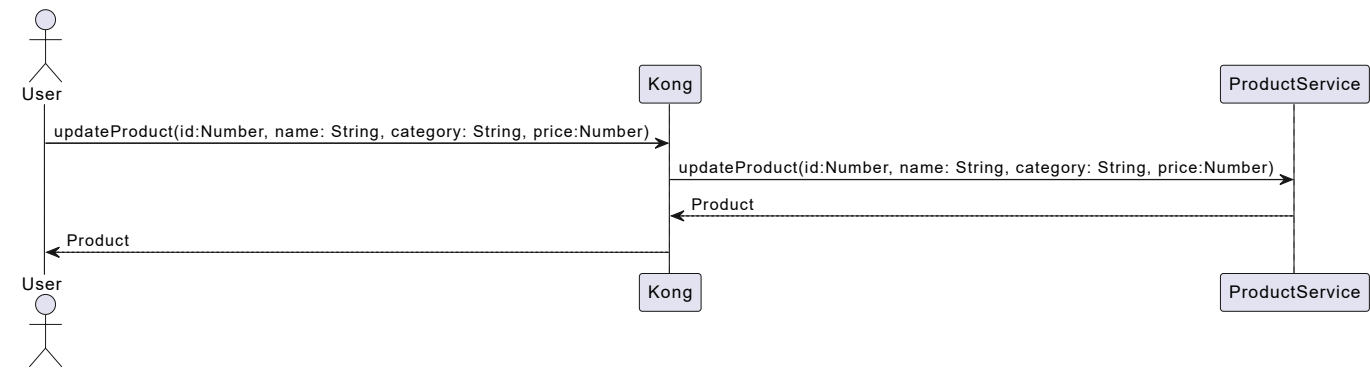 User
Kong
ProductService
updateProduct(id:Number, name: String, category: String, price:Number)
updateProduct(id:Number, name: String, category: String, price:Number)
Product
Product
User
Kong
ProductService